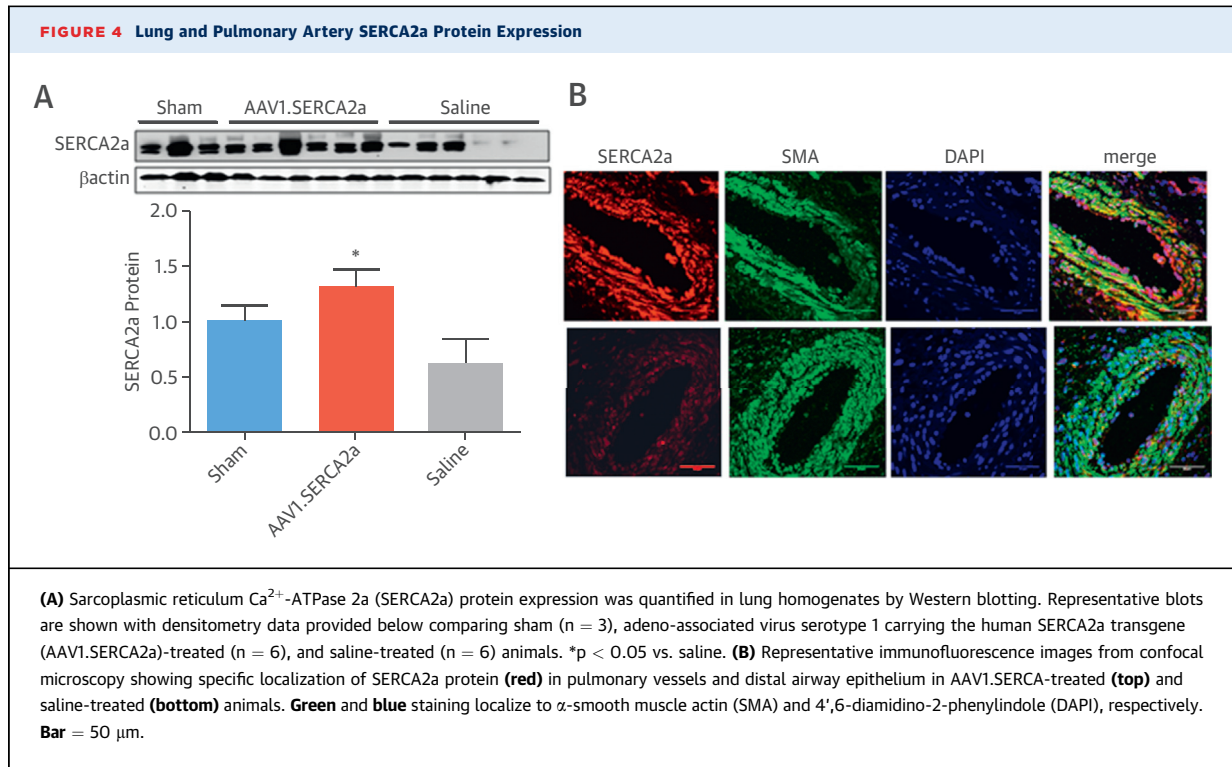 FIGURE 4 Lung and Pulmonary Artery SERCA2a Protein Expression
A
Sham AAV1.SERCA2a Saline
SERCA2a
βactin
2.0
1.5
1.0
0.5
0.0
SERCA2a Protein
*
Sham
AAV1.SERCA2a
Saline
B
SERCA2a SMA DAPI merge
(A) Sarcoplasmic reticulum Ca²⁺-ATPase 2a (SERCA2a) protein expression was quantified in lung homogenates by Western blotting. Representative blots
are shown with densitometry data provided below comparing sham (n = 3), adeno-associated virus serotype 1 carrying the human SERCA2a transgene
(AAV1.SERCA2a)-treated (n = 6), and saline-treated (n = 6) animals. *p < 0.05 vs. saline. (B) Representative immunofluorescence images from confocal
microscopy showing specific localization of SERCA2a protein (red) in pulmonary vessels and distal airway epithelium in AAV1.SERCA-treated (top) and
saline-treated (bottom) animals. Green and blue staining localize to α-smooth muscle actin (SMA) and 4′,6-diamidino-2-phenylindole (DAPI), respectively.
Bar = 50 μm.